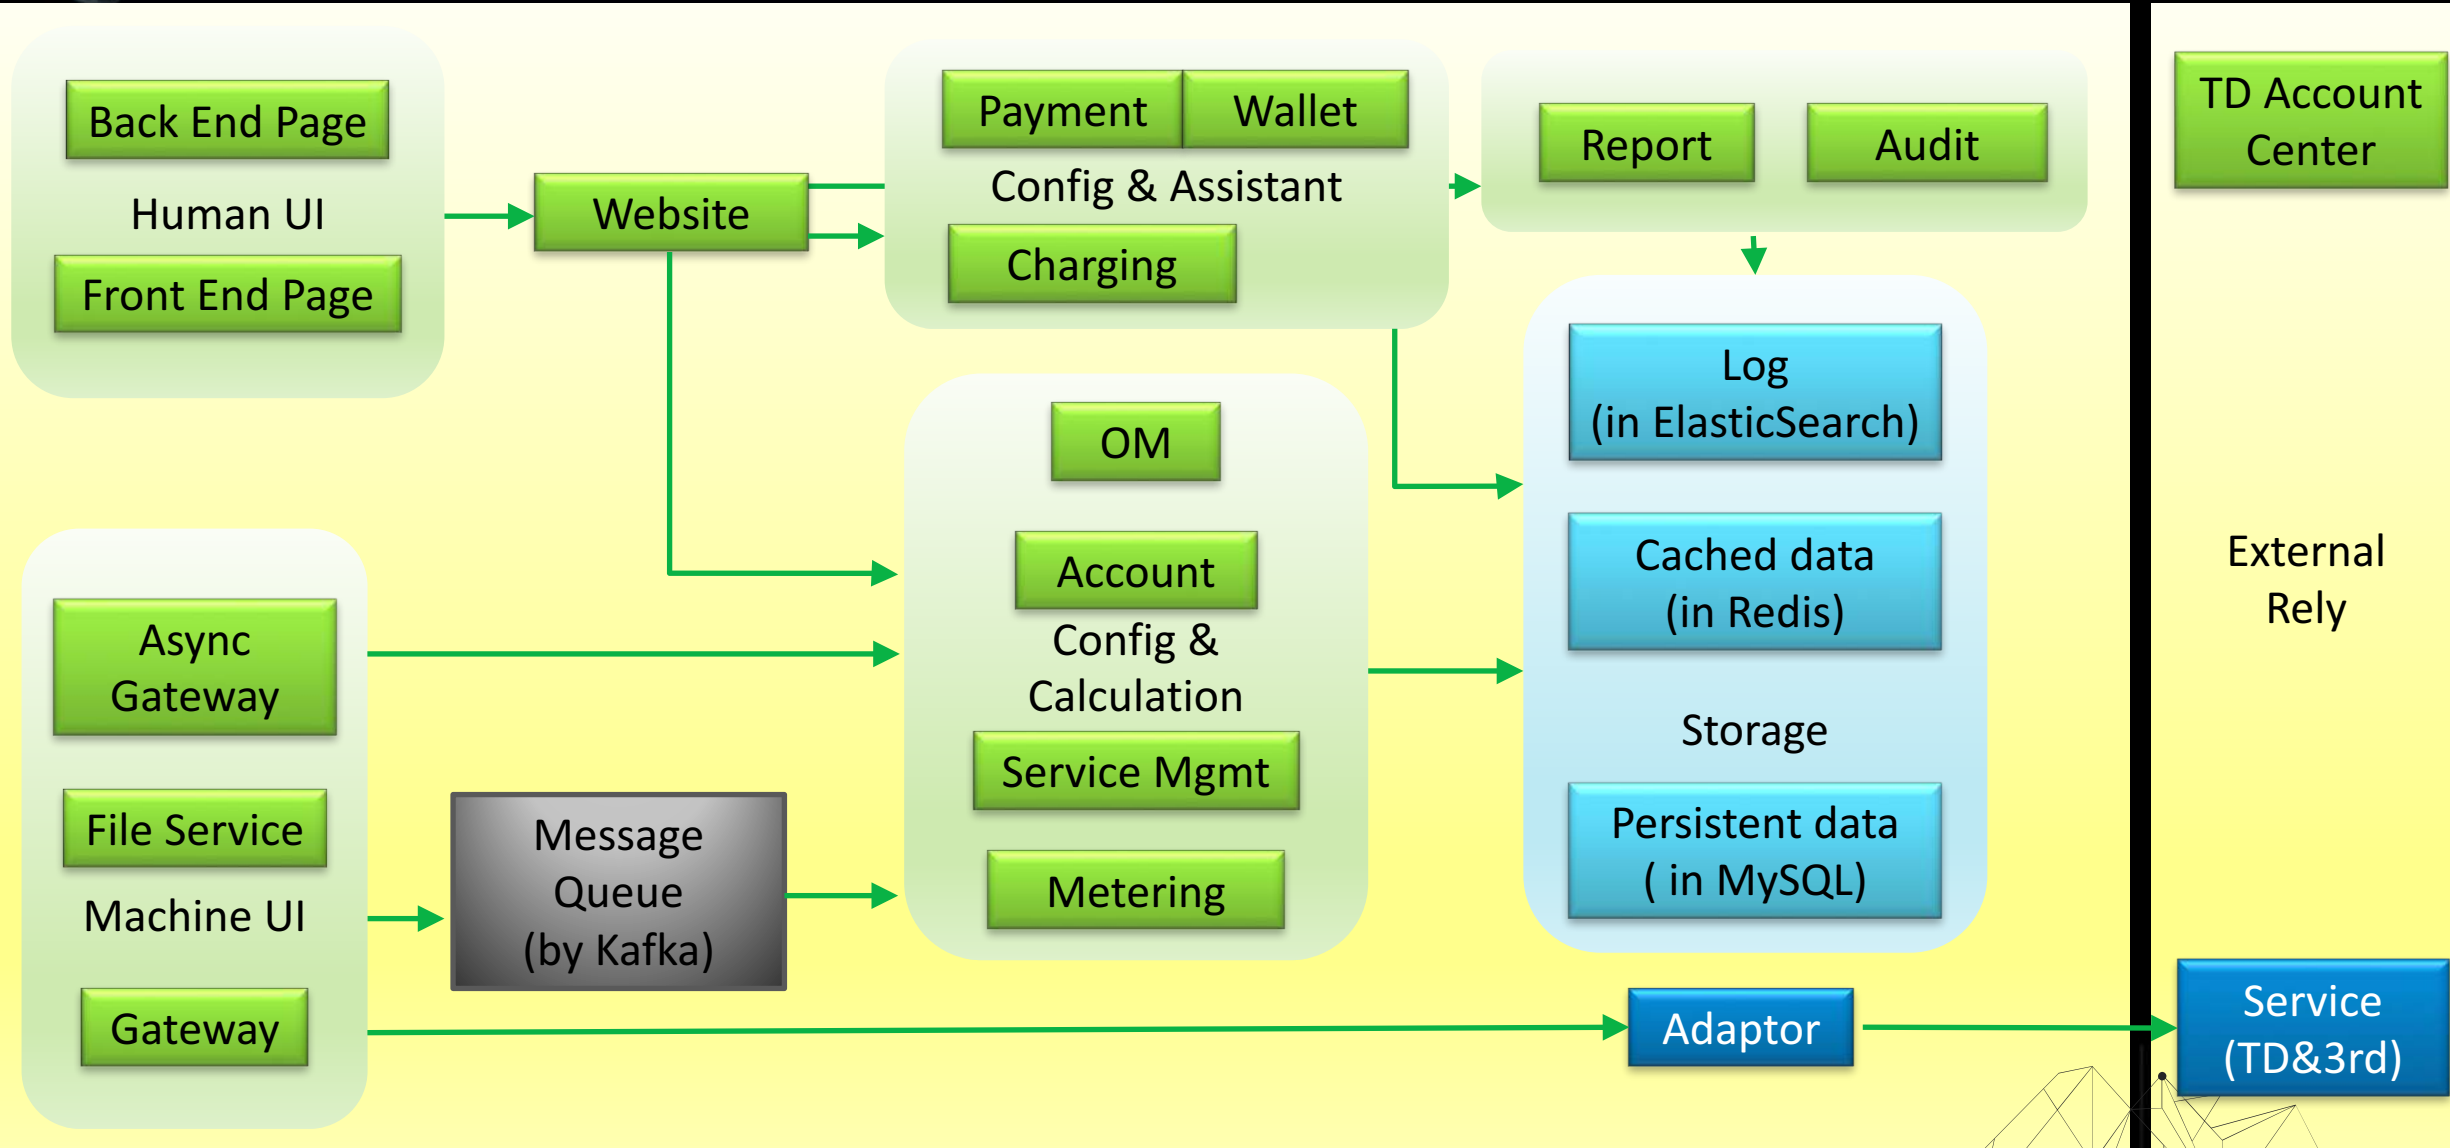 Back End Page
Human UI
Front End Page
Website
Payment
Wallet
Config & Assistant
Charging
Report
Audit
TD Account
Center
OM
Account
Config &
Calculation
Service Mgmt
Metering
Log
(in ElasticSearch)
Cached data
(in Redis)
Storage
Persistent data
( in MySQL)
External
Rely
Async
Gateway
File Service
Machine UI
Gateway
Message
Queue
(by Kafka)
Adaptor
Service
(TD&3rd)